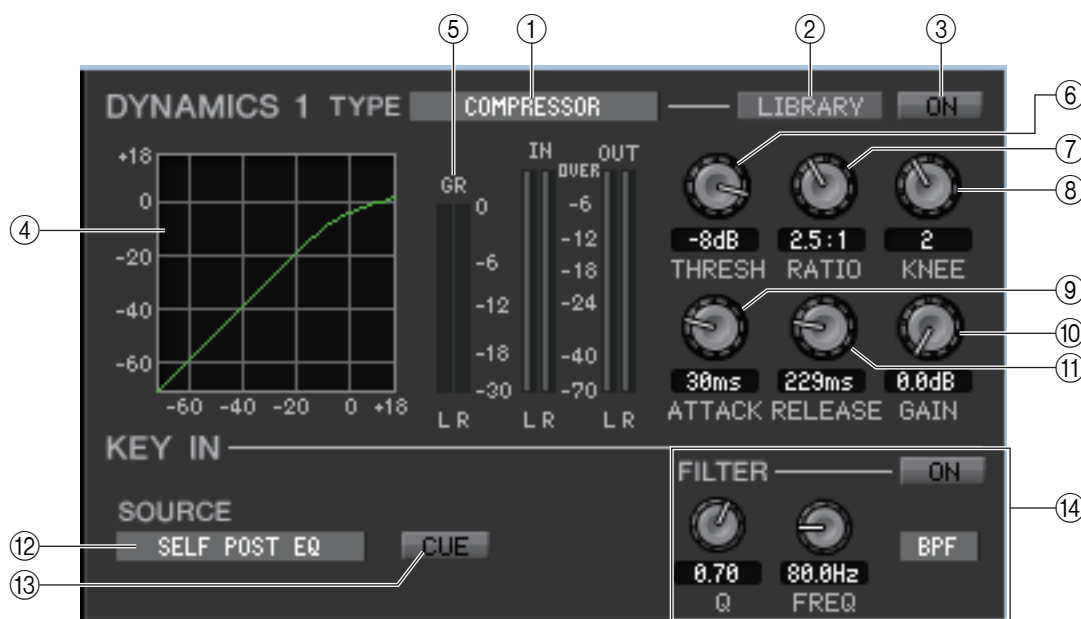 ⑤ ① ② ③
DYNAMICS 1 TYPE COMPRESSOR LIBRARY ON
⑥
⑦
⑧
④
+18
0
-20
-40
-60
-60 -40 -20 0 +18
GR
0
-6
-12
-18
-30
L R
IN OUT
OVER
-6
-12
-18
-24
-40
-70
L R L R
-8dB 2.5:1 2
THRESH RATIO KNEE
⑨
⑩
⑪
30ms 229ms 0.0dB
ATTACK RELEASE GAIN
KEY IN
SOURCE
⑫ SELF POST EQ CUE
⑬
FILTER ON
⑭
0.70 80.0Hz BPF
Q FREQ